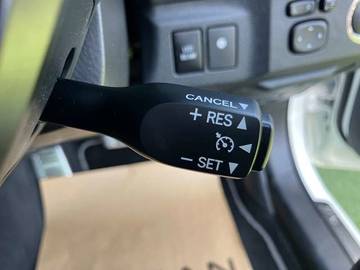 CANCEL▼
+ RES ▲
− SET ▼